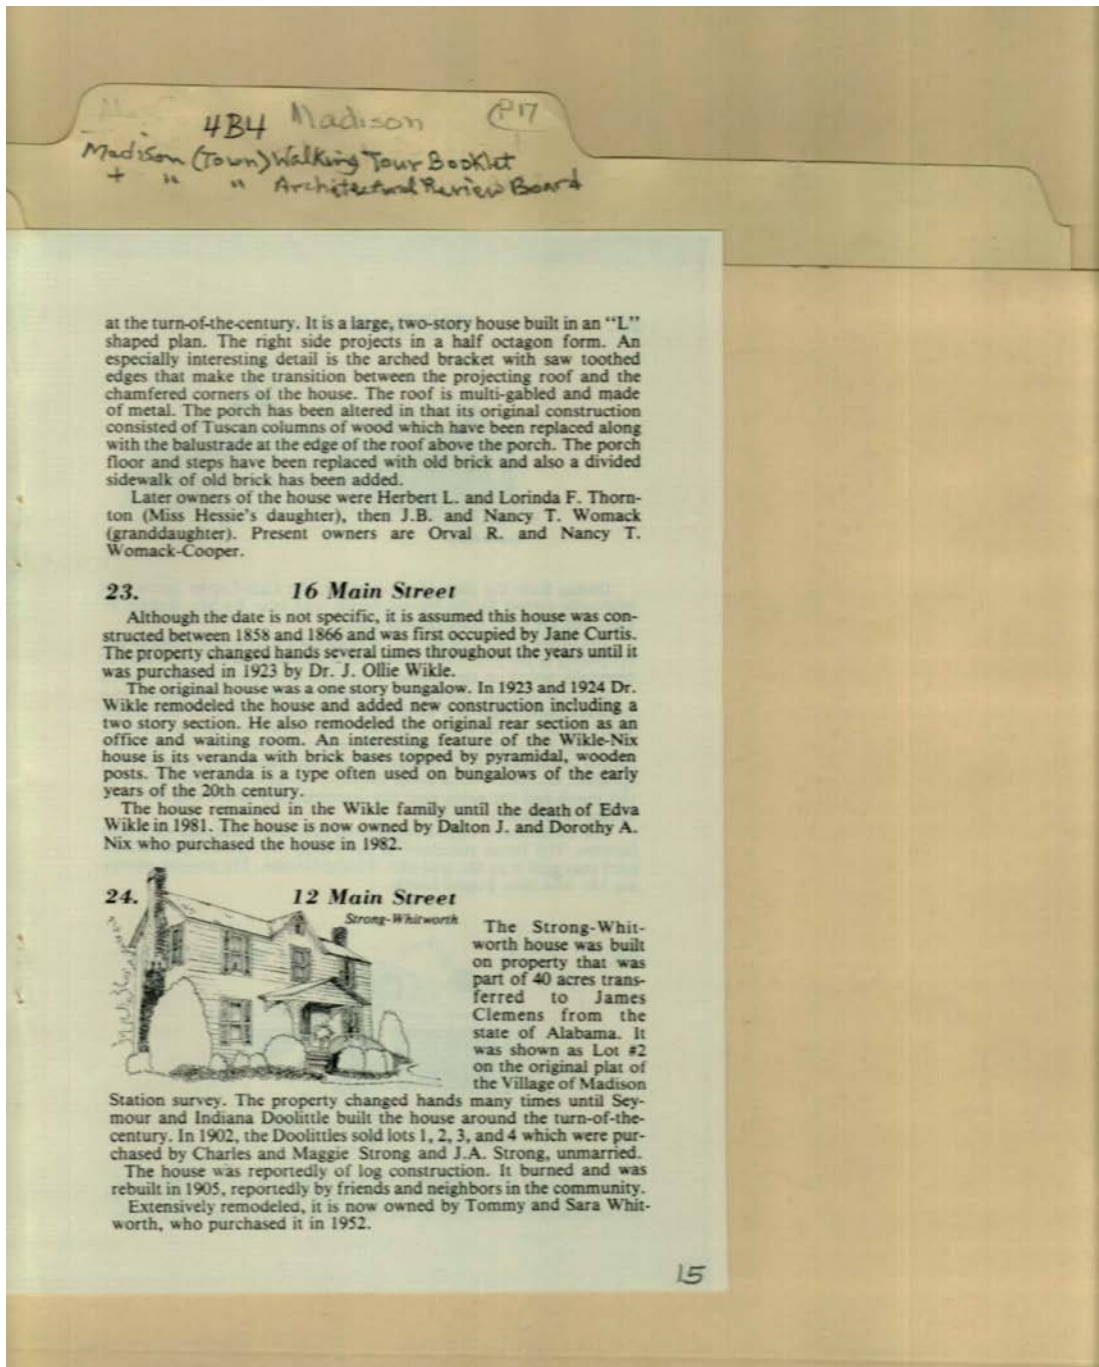 4B4 Madison P17
Madison (Town) Walking Tour Booklet
+ " " Architectural Review Board
at the turn-of-the-century. It is a large, two-story house built in an "L"
shaped plan. The right side projects in a half octagon form. An
especially interesting detail is the arched bracket with saw toothed
edges that make the transition between the projecting roof and the
chamfered corners of the house. The roof is multi-gabled and made
of metal. The porch has been altered in that its original construction
consisted of Tuscan columns of wood which have been replaced along
with the balustrade at the edge of the roof above the porch. The porch
floor and steps have been replaced with old brick and also a divided
sidewalk of old brick has been added.
Later owners of the house were Herbert L. and Lorinda F. Thorn-
ton (Miss Hessie's daughter), then J.B. and Nancy T. Womack
(granddaughter). Present owners are Orval R. and Nancy T.
Womack-Cooper.
23. 16 Main Street
Although the date is not specific, it is assumed this house was con-
structed between 1858 and 1866 and was first occupied by Jane Curtis.
The property changed hands several times throughout the years until it
was purchased in 1923 by Dr. J. Ollie Wikle.
The original house was a one story bungalow. In 1923 and 1924 Dr.
Wikle remodeled the house and added new construction including a
two story section. He also remodeled the original rear section as an
office and waiting room. An interesting feature of the Wikle-Nix
house is its veranda with brick bases topped by pyramidal, wooden
posts. The veranda is a type often used on bungalows of the early
years of the 20th century.
The house remained in the Wikle family until the death of Edva
Wikle in 1981. The house is now owned by Dalton J. and Dorothy A.
Nix who purchased the house in 1982.
24. 12 Main Street
Strong-Whitworth
The Strong-Whit-
worth house was built
on property that was
part of 40 acres trans-
ferred to James
Clemens from the
state of Alabama. It
was shown as Lot #2
on the original plat of
the Village of Madison
Station survey. The property changed hands many times until Sey-
mour and Indiana Doolittle built the house around the turn-of-the-
century. In 1902, the Doolittles sold lots 1, 2, 3, and 4 which were pur-
chased by Charles and Maggie Strong and J.A. Strong, unmarried.
The house was reportedly of log construction. It burned and was
rebuilt in 1905, reportedly by friends and neighbors in the community.
Extensively remodeled, it is now owned by Tommy and Sara Whit-
worth, who purchased it in 1952.
15